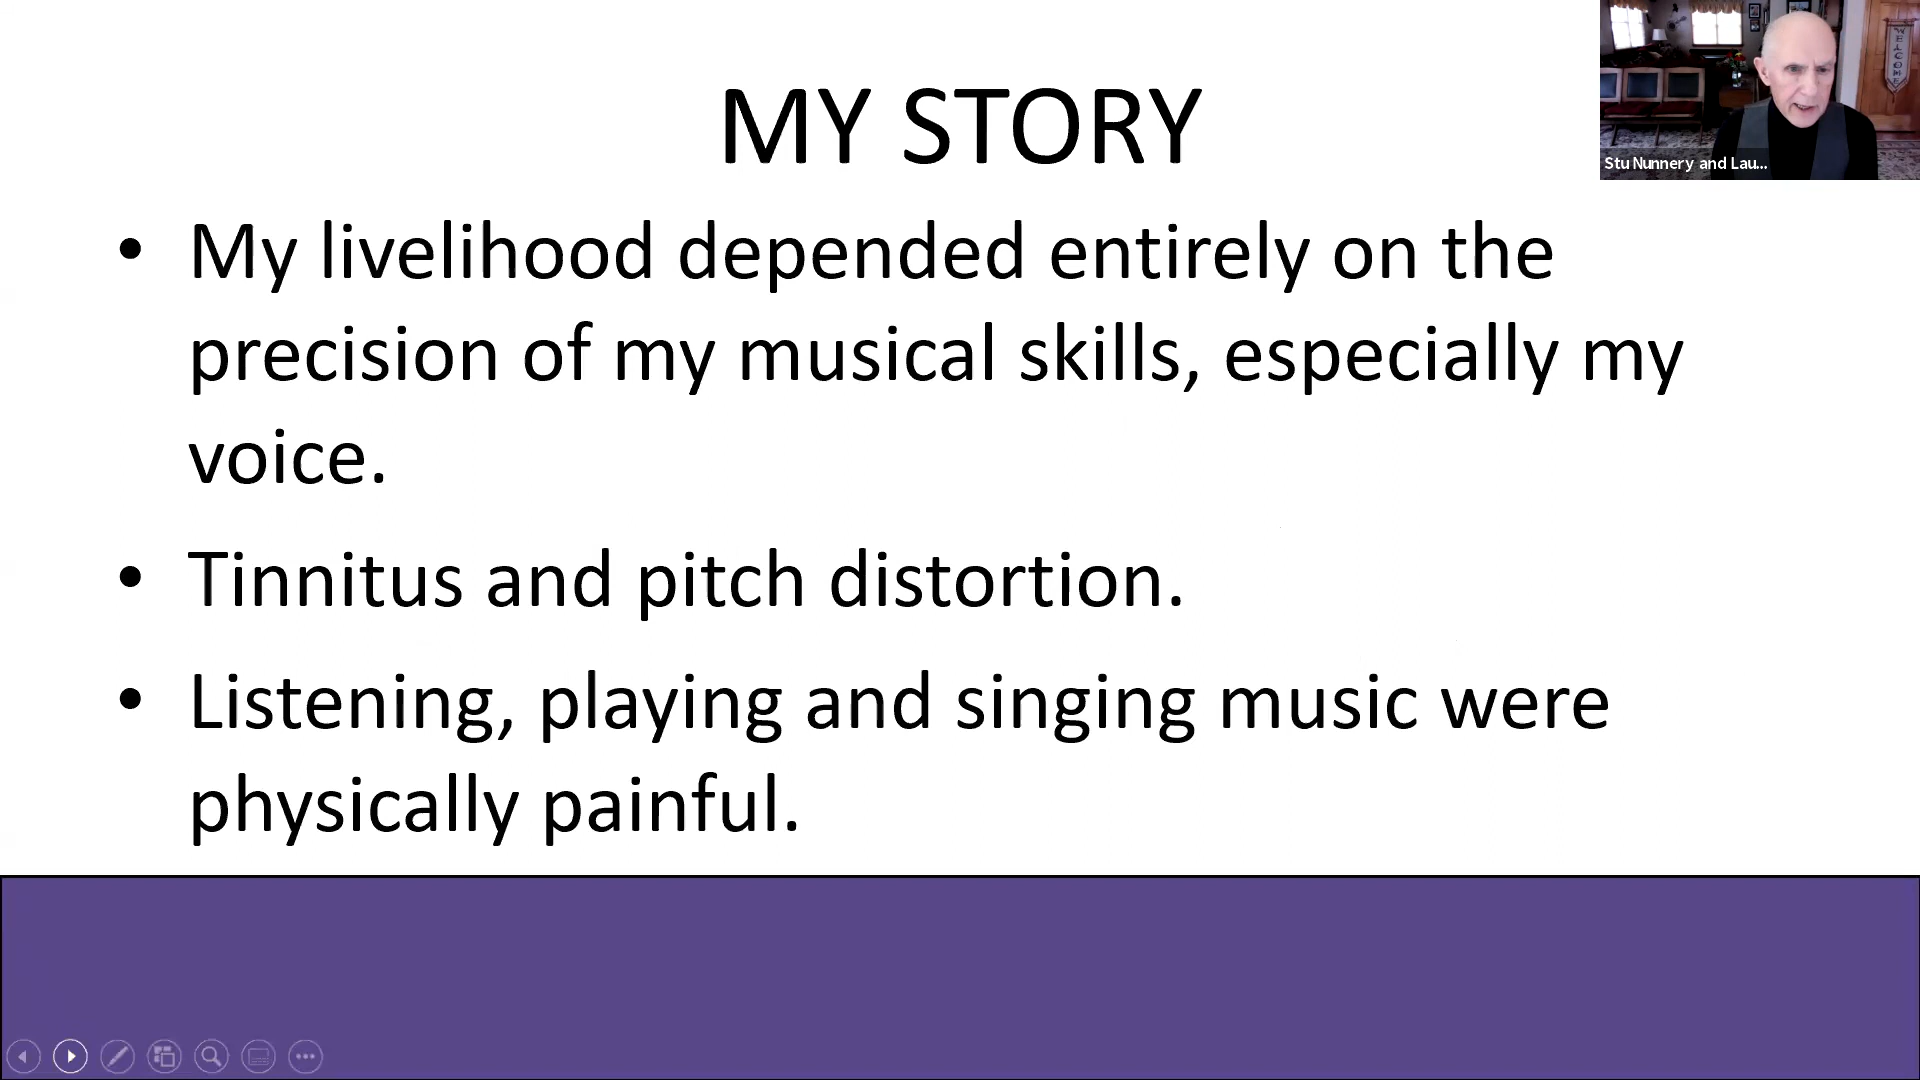 MY STORY
• My livelihood depended entirely on the
precision of my musical skills, especially my
voice.
• Tinnitus and pitch distortion.
• Listening, playing and singing music were
physically painful.
WELCOME
Stu Nunnery and Lau...